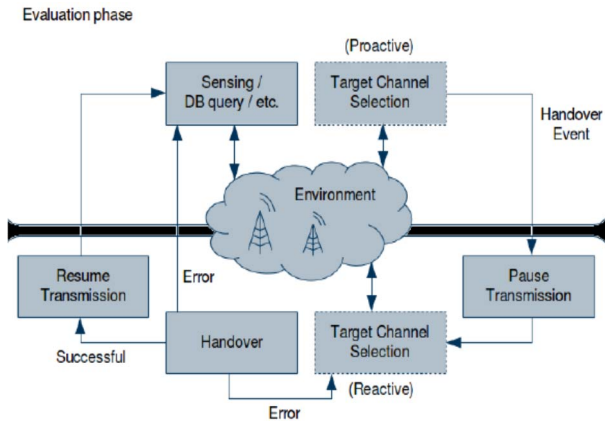 Evaluation phase
(Proactive)
Sensing /
DB query / etc.
Target Channel
Selection
Handover
Event
Environment
Resume
Transmission
Error
Pause
Transmission
Successful
Handover
Target Channel
Selection
(Reactive)
Error